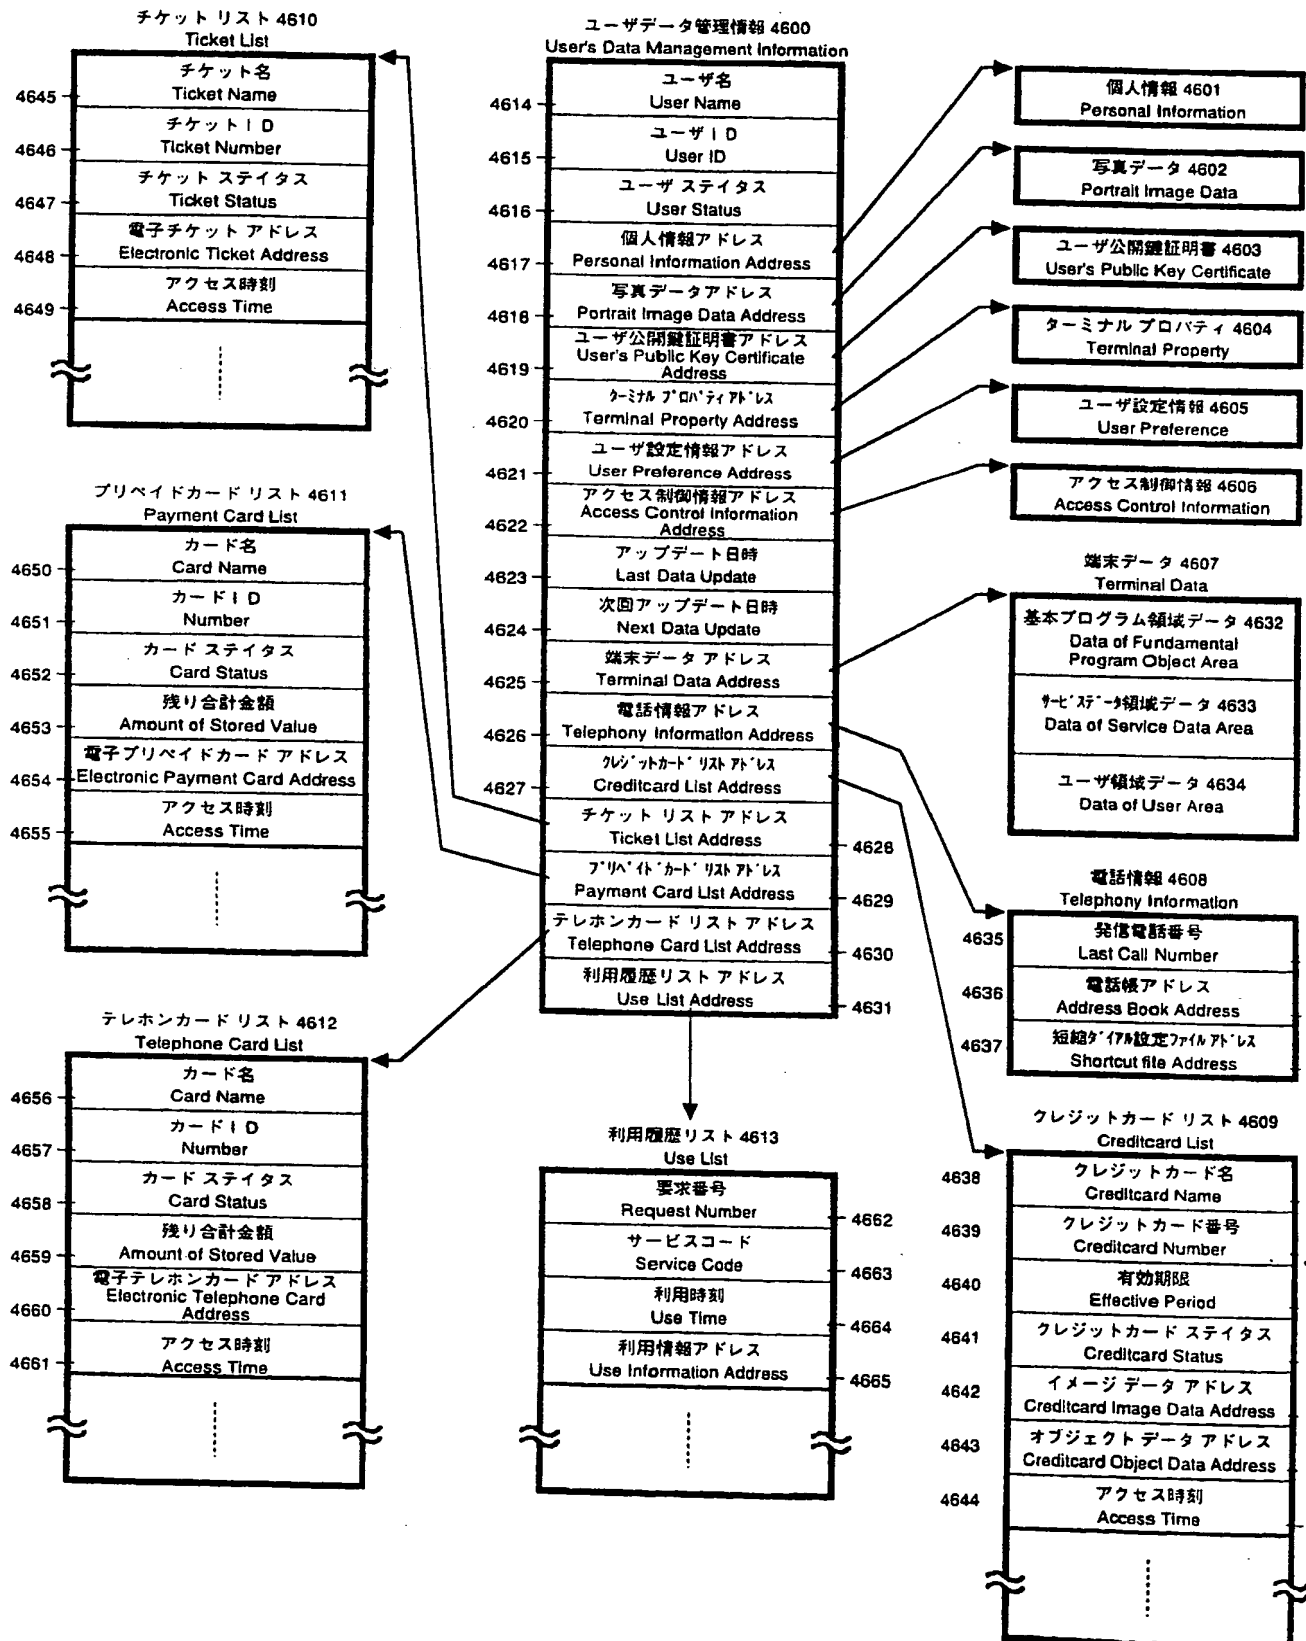 チケット リスト 4610
Ticket List
チケット名
Ticket Name
4645
チケットID
Ticket Number
4646
チケット ステイタス
Ticket Status
4647
電子チケット アドレス
Electronic Ticket Address
4648
アクセス時刻
Access Time
4649
プリペイドカード リスト 4611
Payment Card List
カード名
Card Name
4650
カードID
Number
4651
カード ステイタス
Card Status
4652
残り合計金額
Amount of Stored Value
4653
電子プリペイドカード アドレス
Electronic Payment Card Address
4654
アクセス時刻
Access Time
4655
テレホンカード リスト 4612
Telephone Card List
カード名
Card Name
4656
カードID
Number
4657
カード ステイタス
Card Status
4658
残り合計金額
Amount of Stored Value
4659
電子テレホンカード アドレス
Electronic Telephone Card
Address
4660
アクセス時刻
Access Time
4661
ユーザデータ管理情報 4600
User's Data Management Information
ユーザ名
User Name
4614
ユーザID
User ID
4615
ユーザ ステイタス
User Status
4616
個人情報アドレス
Personal Information Address
4617
写真データアドレス
Portrait Image Data Address
4618
ユーザ公開鍵証明書アドレス
User's Public Key Certificate
Address
4619
ターミナル プロパティ アドレス
Terminal Property Address
4620
ユーザ設定情報アドレス
User Preference Address
4621
アクセス制御情報アドレス
Access Control Information
Address
4622
アップデート日時
Last Data Update
4623
次回アップデート日時
Next Data Update
4624
端末データ アドレス
Terminal Data Address
4625
電話情報アドレス
Telephony Information Address
4626
クレジットカード リスト アドレス
Creditcard List Address
4627
チケット リスト アドレス
Ticket List Address
4628
プリペイドカード リスト アドレス
Payment Card List Address
4629
テレホンカード リスト アドレス
Telephone Card List Address
4630
利用履歴リスト アドレス
Use List Address
4631
利用履歴リスト 4613
Use List
要求番号
Request Number
4662
サービスコード
Service Code
4663
利用時刻
Use Time
4664
利用情報アドレス
Use Information Address
4665
個人情報 4601
Personal Information
写真データ 4602
Portrait Image Data
ユーザ公開鍵証明書 4603
User's Public Key Certificate
ターミナル プロパティ 4604
Terminal Property
ユーザ設定情報 4605
User Preference
アクセス制御情報 4606
Access Control Information
端末データ 4607
Terminal Data
基本プログラム領域データ 4632
Data of Fundamental
Program Object Area
サービスデータ領域データ 4633
Data of Service Data Area
ユーザ領域データ 4634
Data of User Area
電話情報 4608
Telephony Information
4635
発信電話番号
Last Call Number
4636
電話帳アドレス
Address Book Address
4637
短縮ダイアル設定ファイル アドレス
Shortcut file Address
クレジットカード リスト 4609
Creditcard List
4638
クレジットカード名
Creditcard Name
4639
クレジットカード番号
Creditcard Number
4640
有効期限
Effective Period
4641
クレジットカード ステイタス
Creditcard Status
4642
イメージ データ アドレス
Creditcard Image Data Address
4643
オブジェクト データ アドレス
Creditcard Object Data Address
4644
アクセス時刻
Access Time